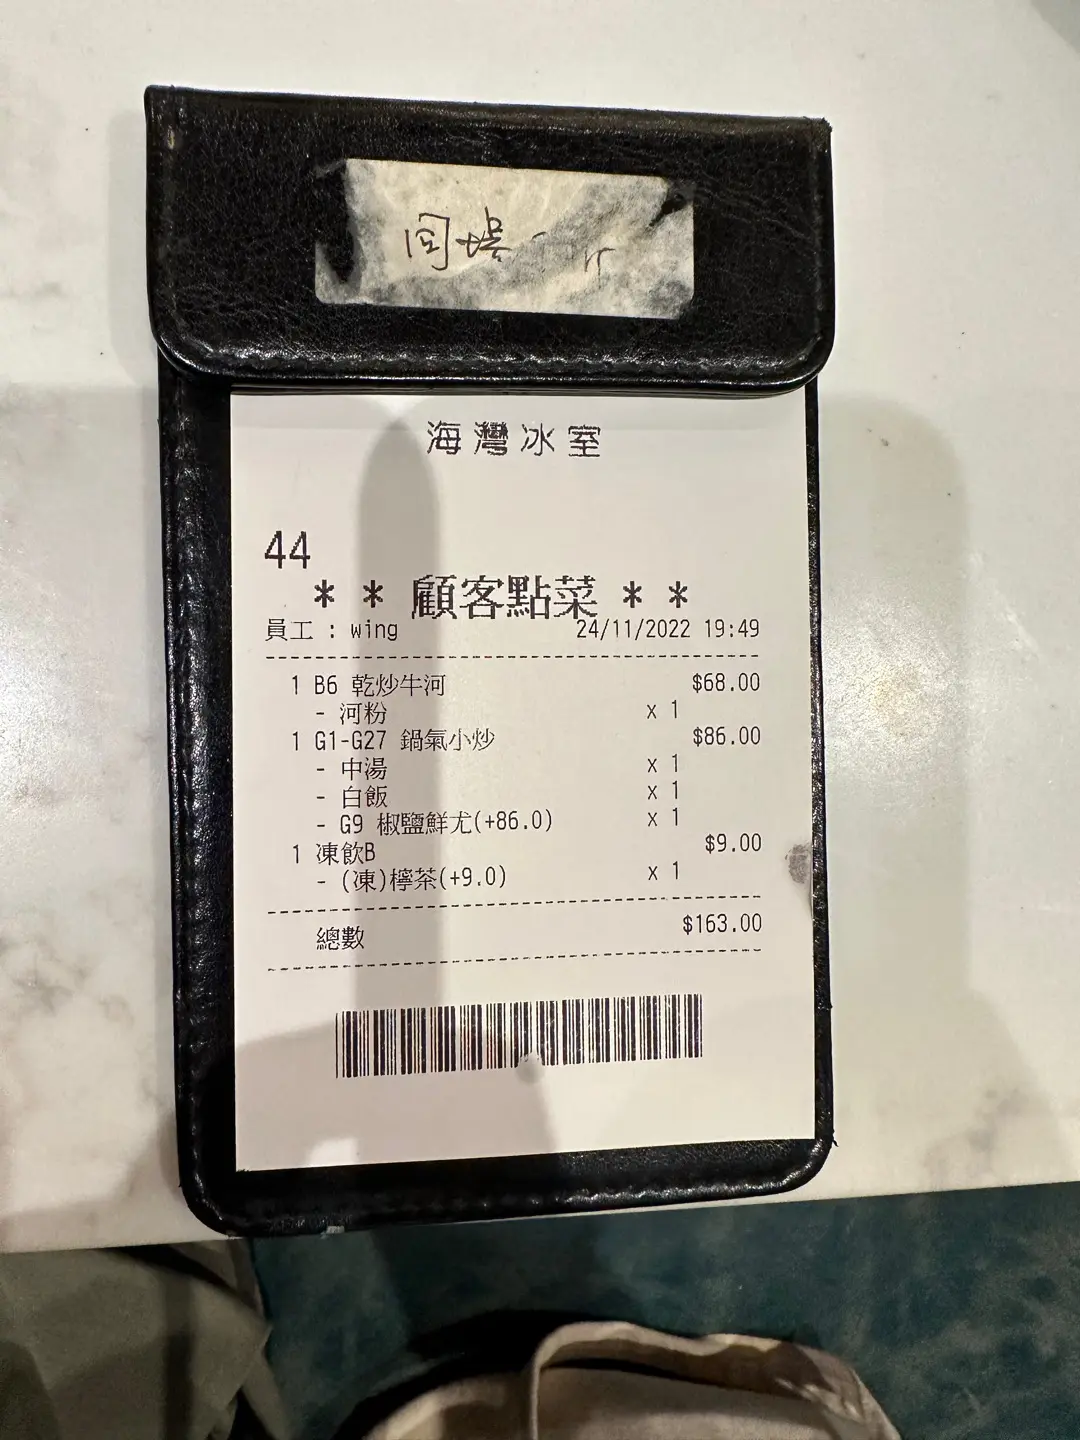 海灣冰室
44
** 顧客點菜 **
員工 : wing 24/11/2022 19:49
1 B6 乾炒牛河 $68.00
- 河粉 x 1
1 G1-G27 鍋氣小炒 $86.00
- 中湯 x 1
- 白飯 x 1
- G9 椒鹽鮮尤(+86.0) x 1
1 凍飲B $9.00
- (凍)檸茶(+9.0) x 1
總數 $163.00